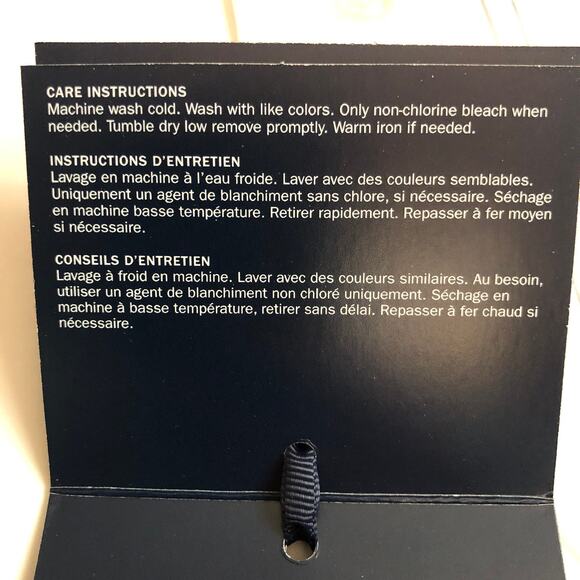 CARE INSTRUCTIONS
Machine wash cold. Wash with like colors. Only non-chlorine bleach when
needed. Tumble dry low remove promptly. Warm iron if needed.
INSTRUCTIONS D'ENTRETIEN
Lavage en machine à l'eau froide. Laver avec des couleurs semblables.
Uniquement un agent de blanchiment sans chlore, si nécessaire. Séchage
en machine basse température. Retirer rapidement. Repasser à fer moyen
si nécessaire.
CONSEILS D'ENTRETIEN
Lavage à froid en machine. Laver avec des couleurs similaires. Au besoin,
utiliser un agent de blanchiment non chloré uniquement. Séchage en
machine à basse température, retirer sans délai. Repasser à fer chaud si
nécessaire.